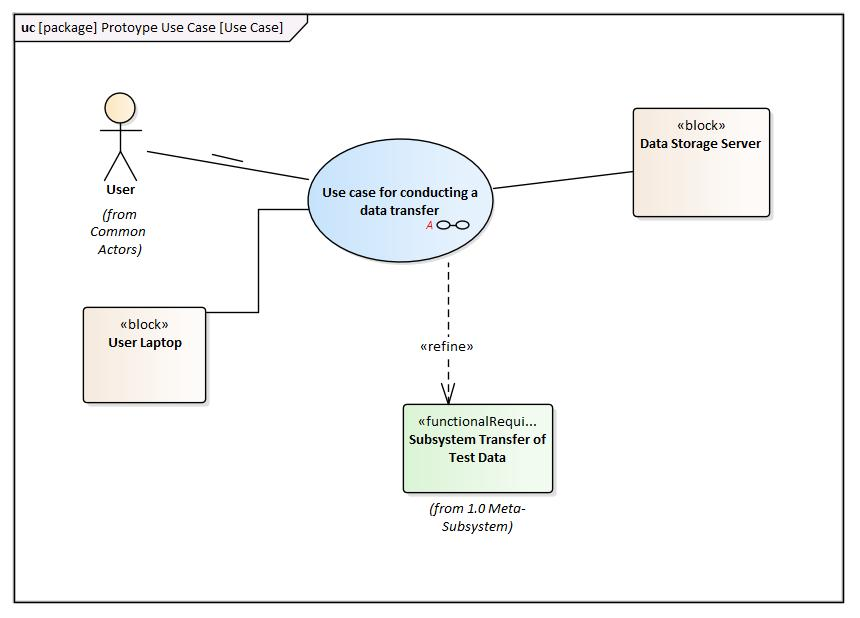 uc [package] Protoype Use Case [Use Case]
User
(from
Common
Actors)
Use case for conducting a
data transfer
A
«block»
Data Storage Server
«block»
User Laptop
«refine»
«functionalRequi...
Subsystem Transfer of
Test Data
(from 1.0 Meta-
Subsystem)